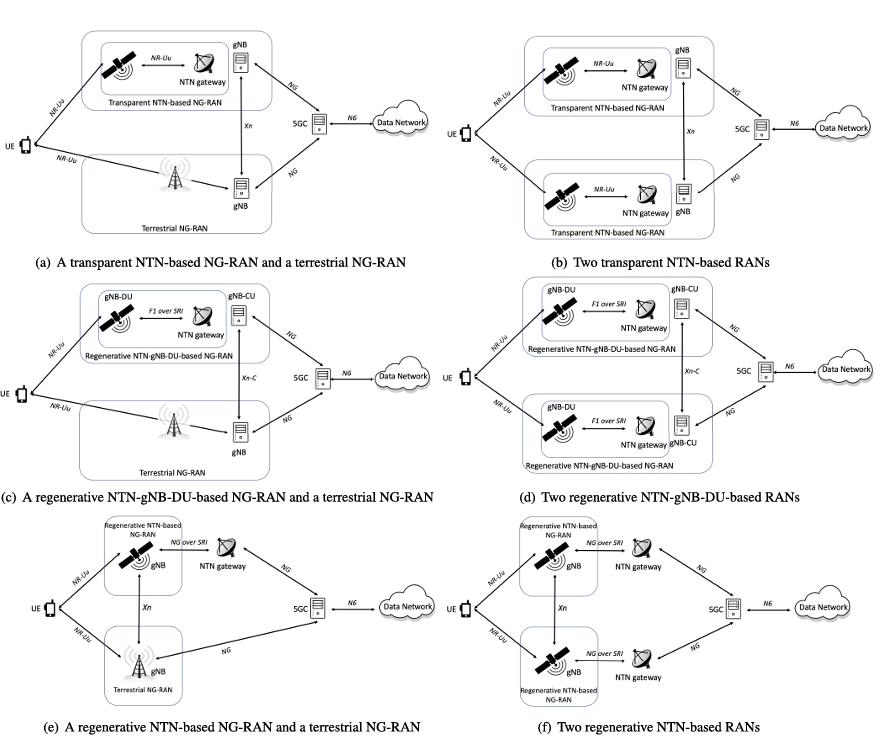 gNB
NR-Uu
NTN gateway
NG
Transparent NTN-based NG-RAN
NR-Uu
Xn
5GC
N6
Data Network
UE
NR-Uu
NG
gNB
Terrestrial NG-RAN
(a) A transparent NTN-based NG-RAN and a terrestrial NG-RAN
gNB
NR-Uu
NTN gateway
NG
Transparent NTN-based NG-RAN
NR-Uu
Xn
5GC
N6
Data Network
UE
NR-Uu
NR-Uu
NG
NTN gateway
gNB
Transparent NTN-based NG-RAN
(b) Two transparent NTN-based RANs
gNB-DU
gNB-CU
F1 over SRI
NTN gateway
NG
Regenerative NTN-gNB-DU-based NG-RAN
NR-Uu
Xn-C
5GC
N6
Data Network
UE
NR-Uu
NG
gNB
Terrestrial NG-RAN
(c) A regenerative NTN-gNB-DU-based NG-RAN and a terrestrial NG-RAN
gNB-DU
gNB-CU
F1 over SRI
NTN gateway
NG
Regenerative NTN-gNB-DU-based NG-RAN
NR-Uu
Xn-C
5GC
N6
Data Network
UE
NR-Uu
gNB-DU
F1 over SRI
NG
NTN gateway
gNB-CU
Regenerative NTN-gNB-DU-based NG-RAN
(d) Two regenerative NTN-gNB-DU-based RANs
Regenerative NTN-based
NG-RAN
NG over SRI
gNB
NTN gateway
NG
NR-Uu
Xn
UE
5GC
N6
Data Network
NR-Uu
NG
gNB
Terrestrial NG-RAN
(e) A regenerative NTN-based NG-RAN and a terrestrial NG-RAN
Regenerative NTN-based
NG-RAN
NG over SRI
gNB
NTN gateway
NG
NR-Uu
Xn
UE
5GC
N6
Data Network
NR-Uu
NG over SRI
NG
gNB
NTN gateway
Regenerative NTN-based
NG-RAN
(f) Two regenerative NTN-based RANs